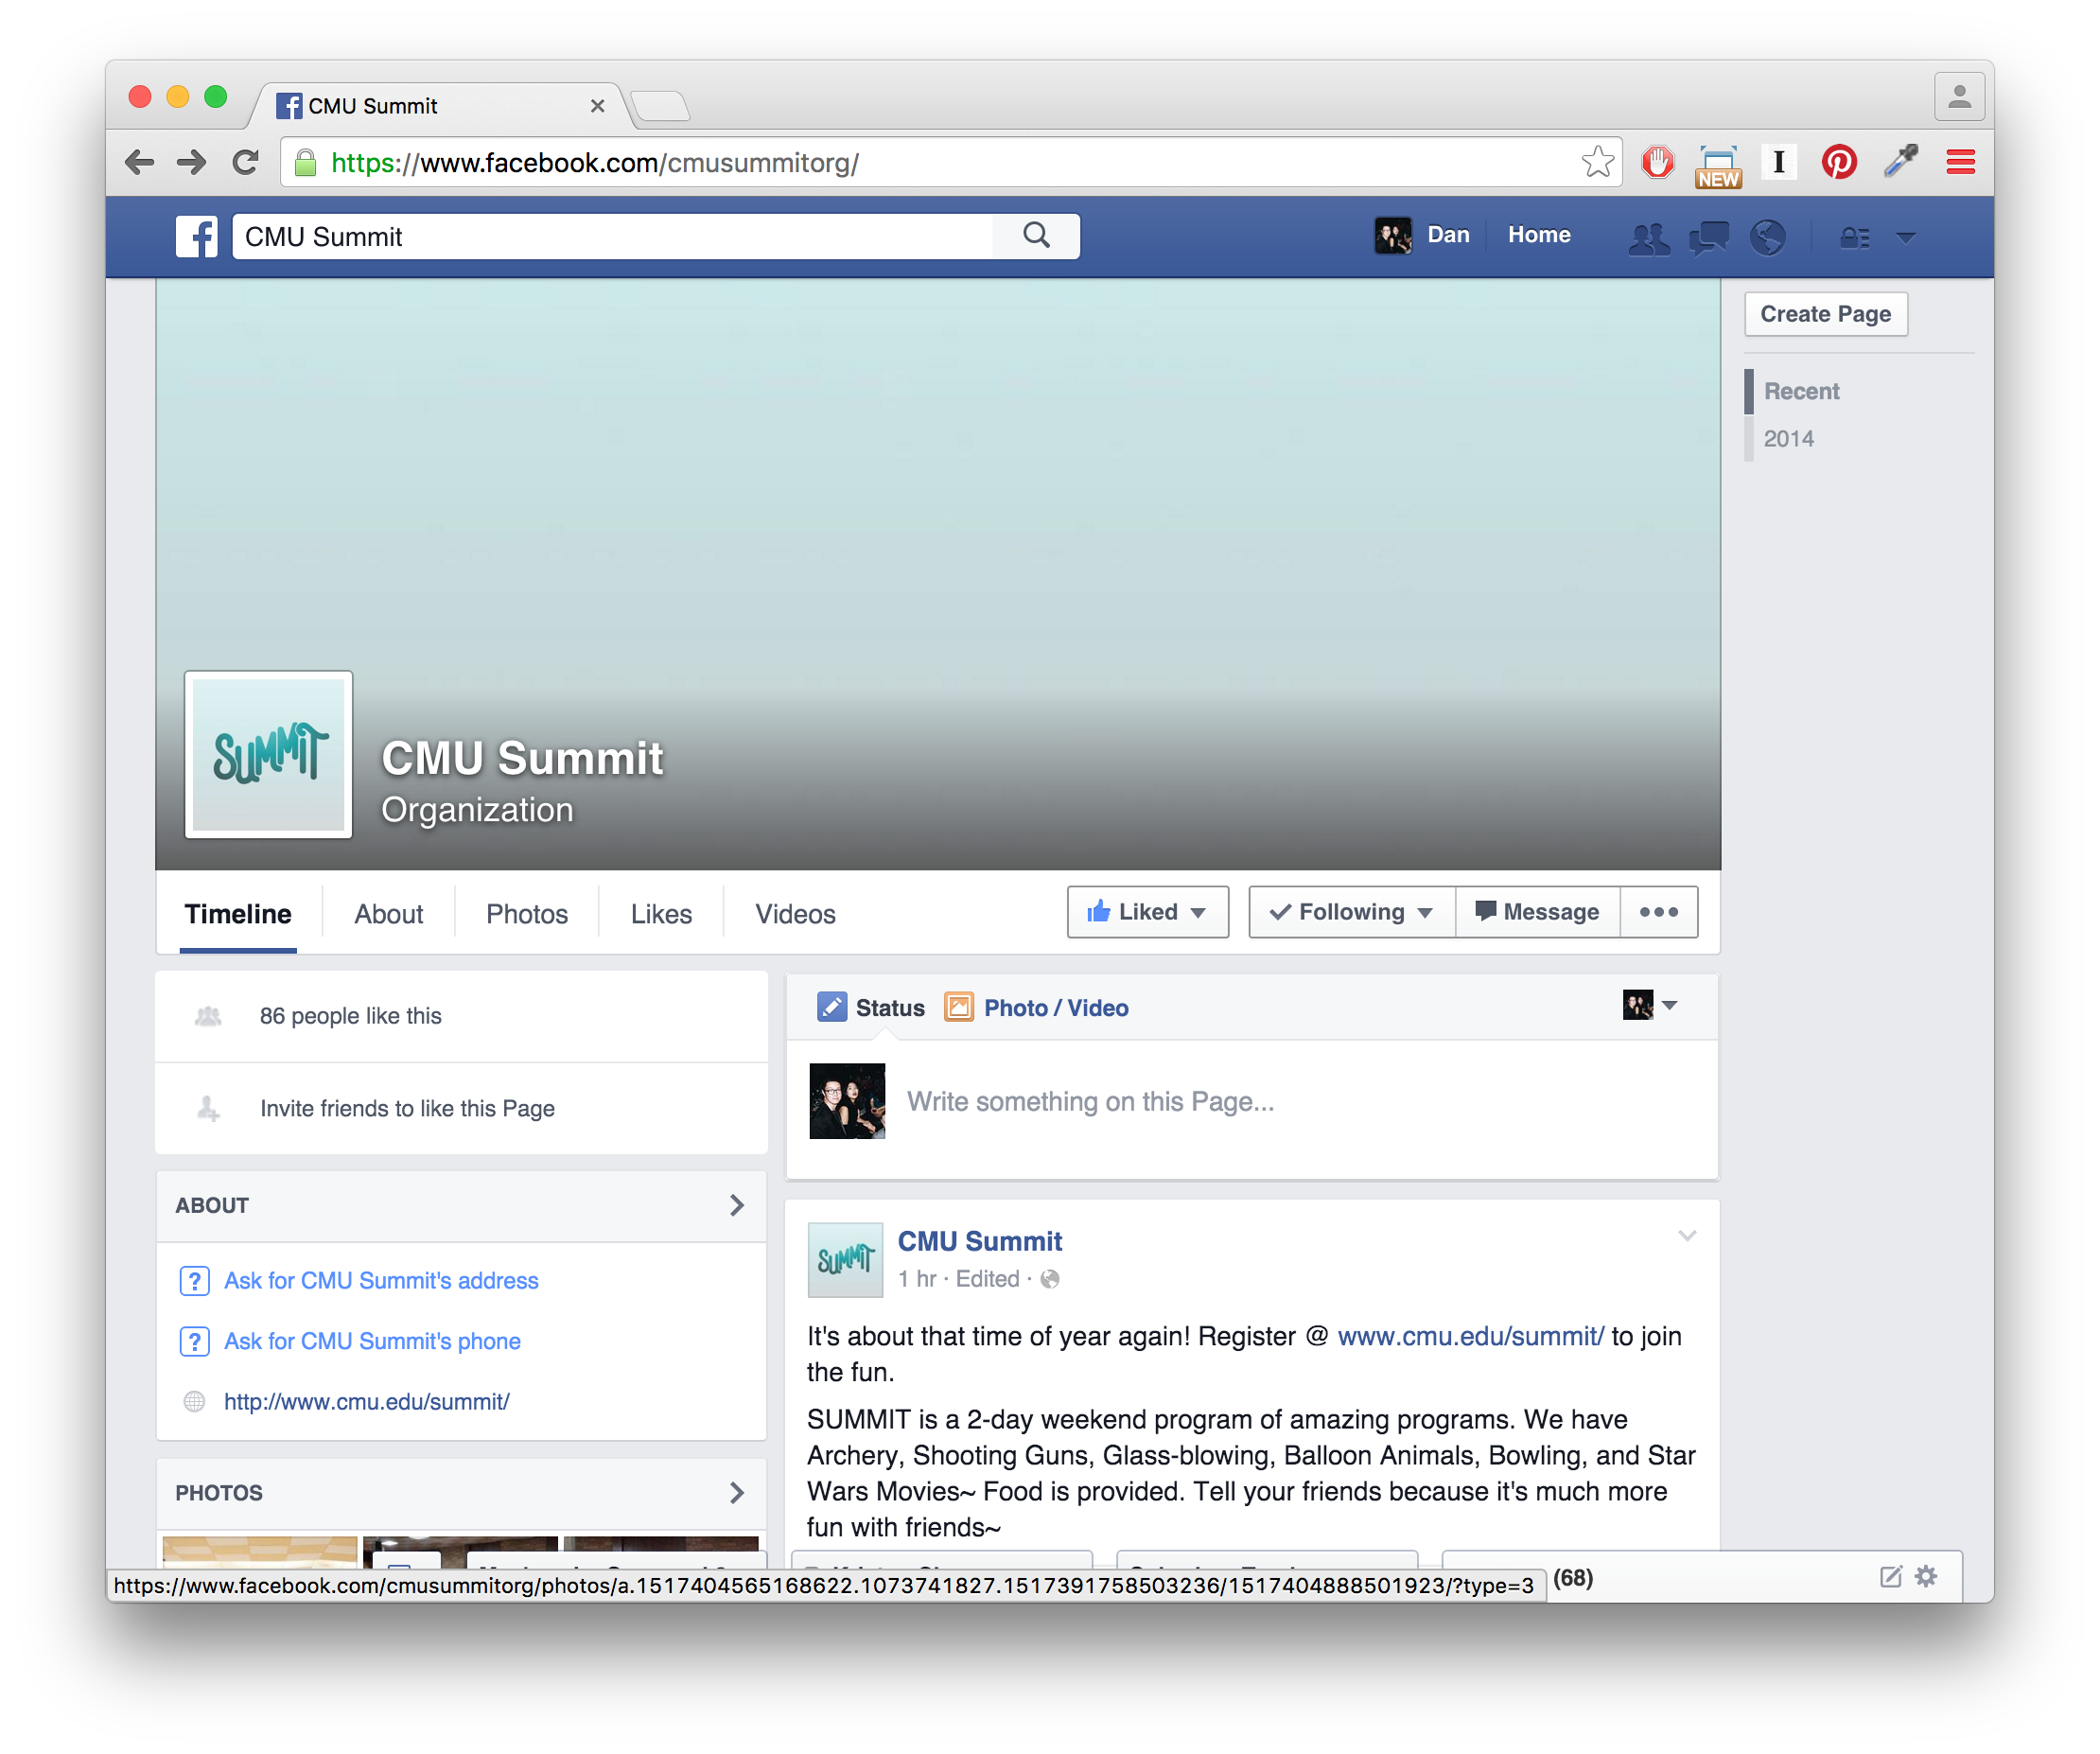 CMU Summit
https://www.facebook.com/cmusummitorg/
NEW
I
CMU Summit
Dan
Home
Create Page
Recent
2014
SUMMIT
CMU Summit
Organization
Timeline
About
Photos
Likes
Videos
Liked
Following
Message
86 people like this
Invite friends to like this Page
Status
Photo / Video
Write something on this Page...
ABOUT
? Ask for CMU Summit's address
? Ask for CMU Summit's phone
http://www.cmu.edu/summit/
PHOTOS
SUMMIT
CMU Summit
1 hr · Edited ·
It's about that time of year again! Register @ www.cmu.edu/summit/ to join
the fun.
SUMMIT is a 2-day weekend program of amazing programs. We have
Archery, Shooting Guns, Glass-blowing, Balloon Animals, Bowling, and Star
Wars Movies~ Food is provided. Tell your friends because it's much more
fun with friends~
https://www.facebook.com/cmusummitorg/photos/a.1517404565168622.1073741827.1517391758503236/1517404888501923/?type=3
(68)